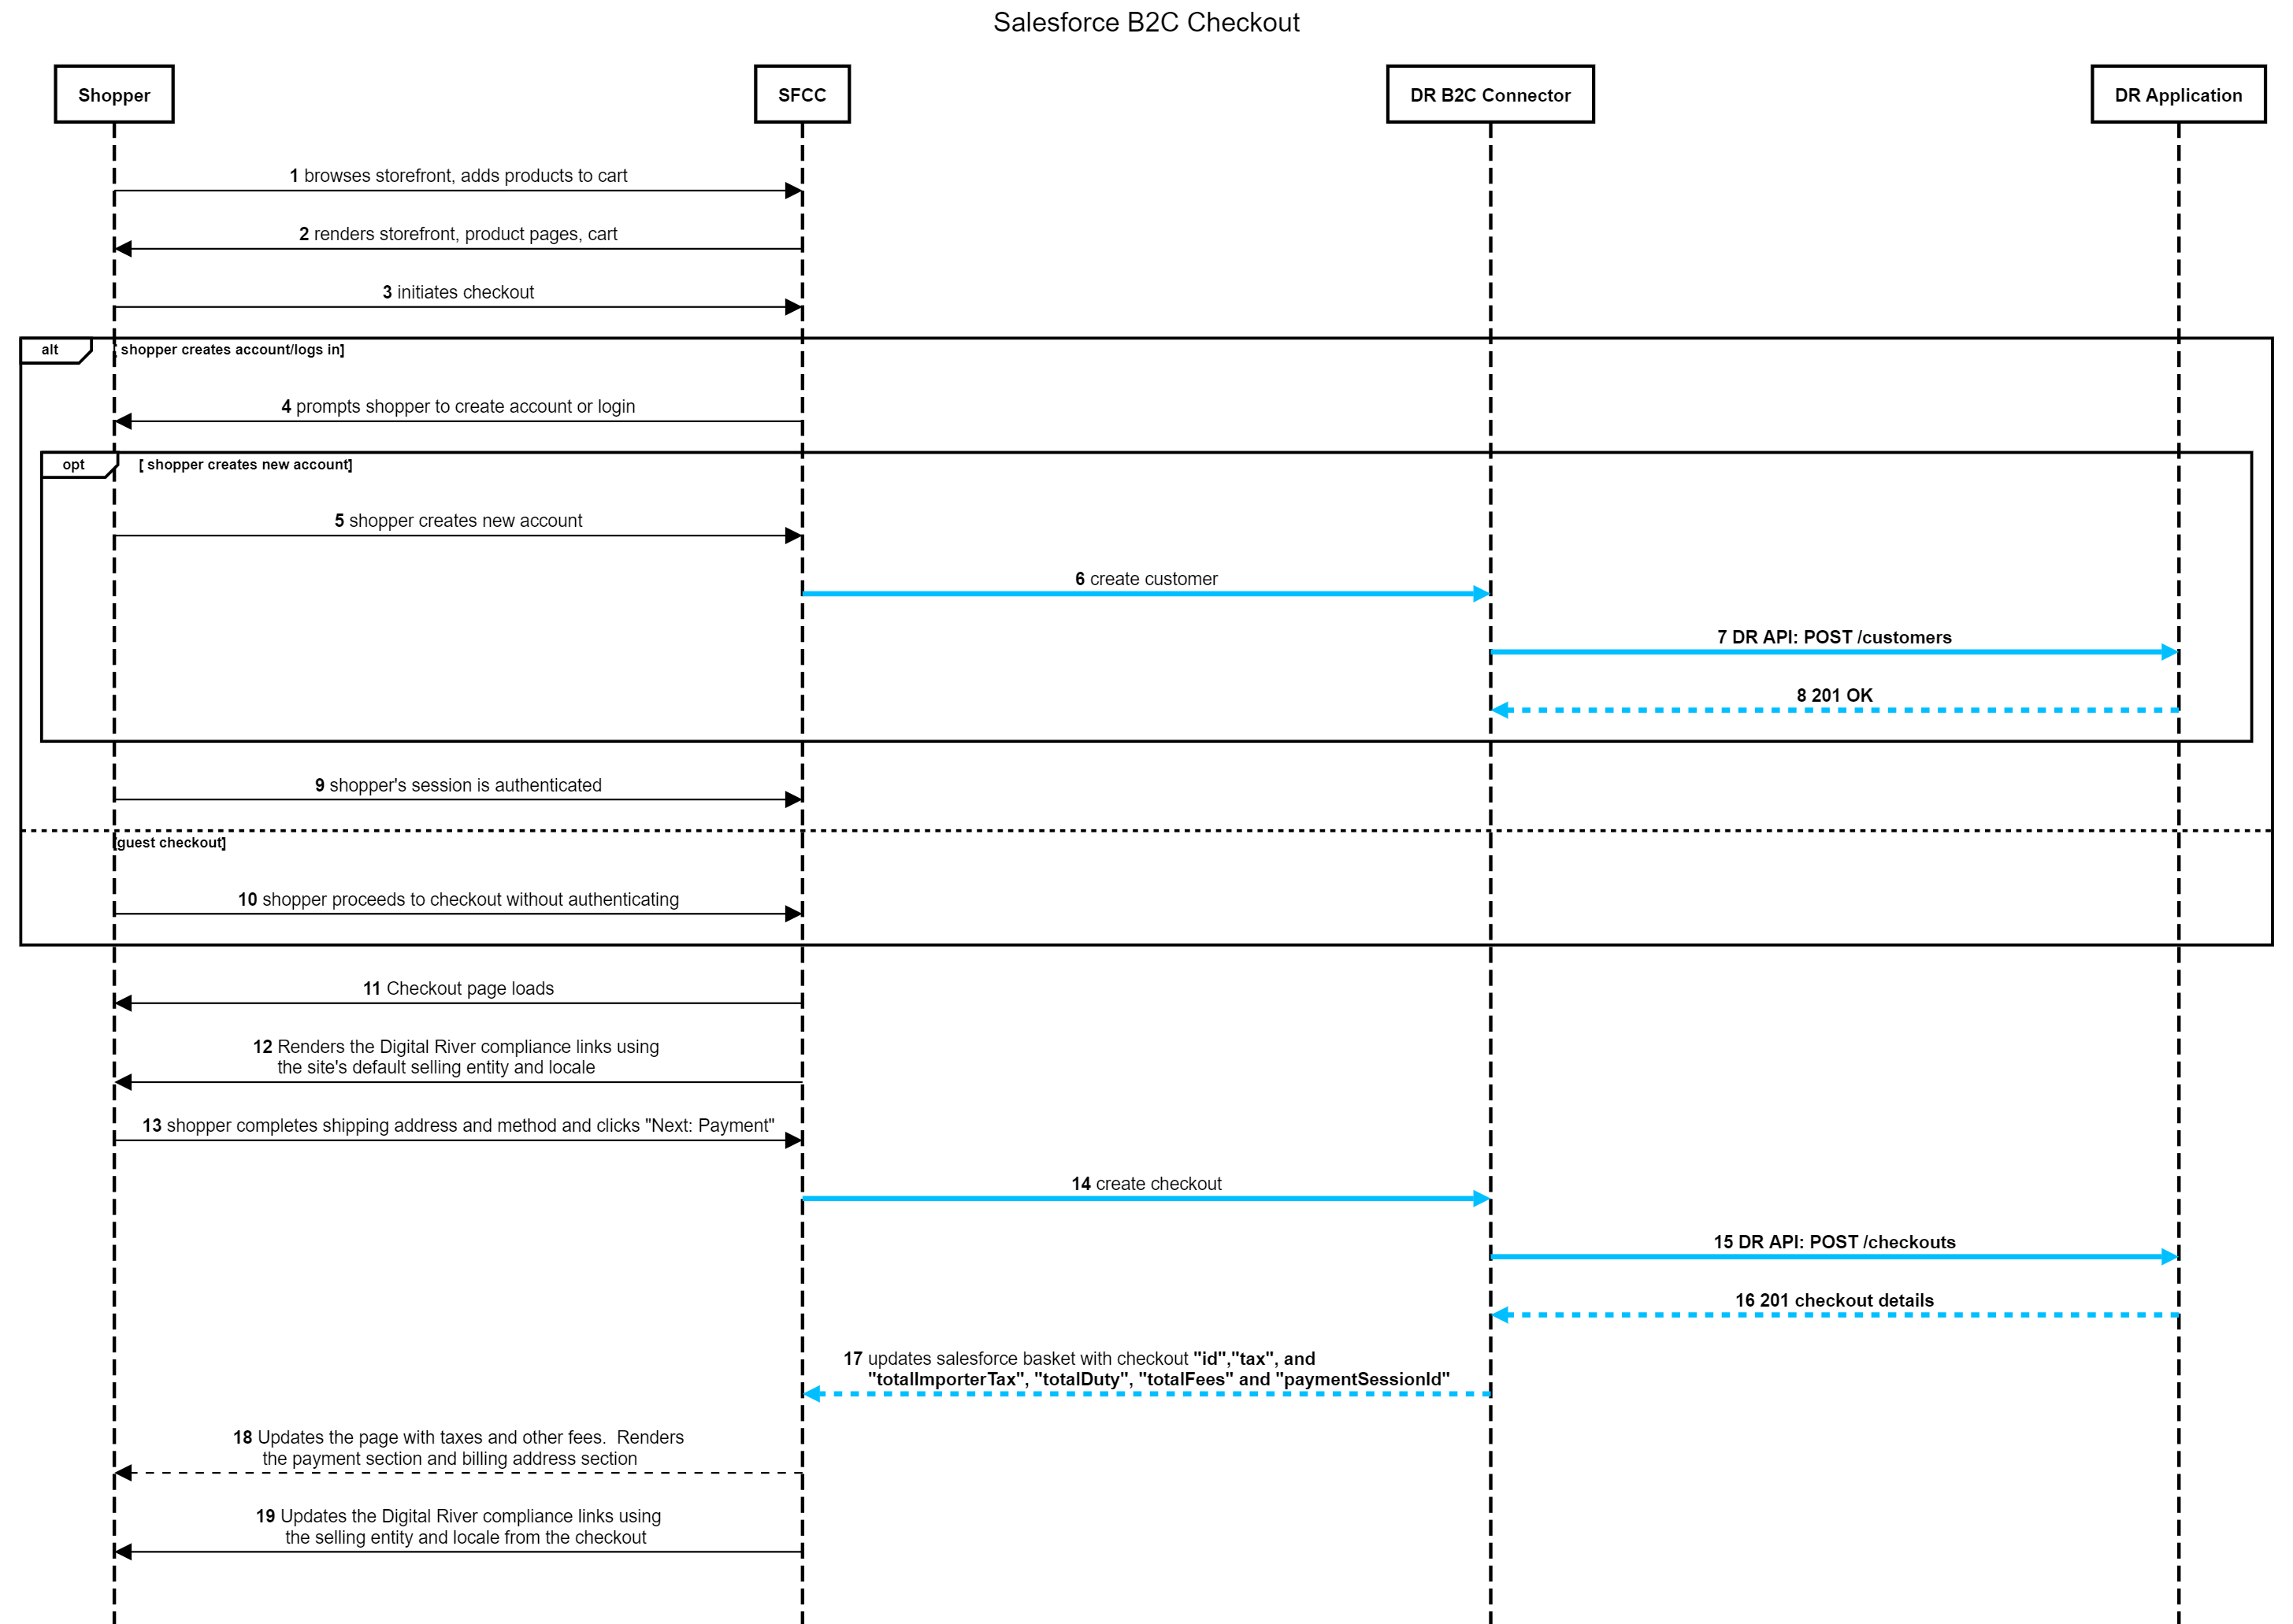 Salesforce B2C Checkout
Shopper
SFCC
DR B2C Connector
DR Application
1 browses storefront, adds products to cart
2 renders storefront, product pages, cart
3 initiates checkout
alt
[ shopper creates account/logs in]
4 prompts shopper to create account or login
opt
[ shopper creates new account]
5 shopper creates new account
6 create customer
7 DR API: POST /customers
8 201 OK
9 shopper's session is authenticated
[guest checkout]
10 shopper proceeds to checkout without authenticating
11 Checkout page loads
12 Renders the Digital River compliance links using
the site's default selling entity and locale
13 shopper completes shipping address and method and clicks "Next: Payment"
14 create checkout
15 DR API: POST /checkouts
16 201 checkout details
17 updates salesforce basket with checkout "id","tax", and
"totalImporterTax", "totalDuty", "totalFees" and "paymentSessionId"
18 Updates the page with taxes and other fees.  Renders
the payment section and billing address section
19 Updates the Digital River compliance links using
the selling entity and locale from the checkout